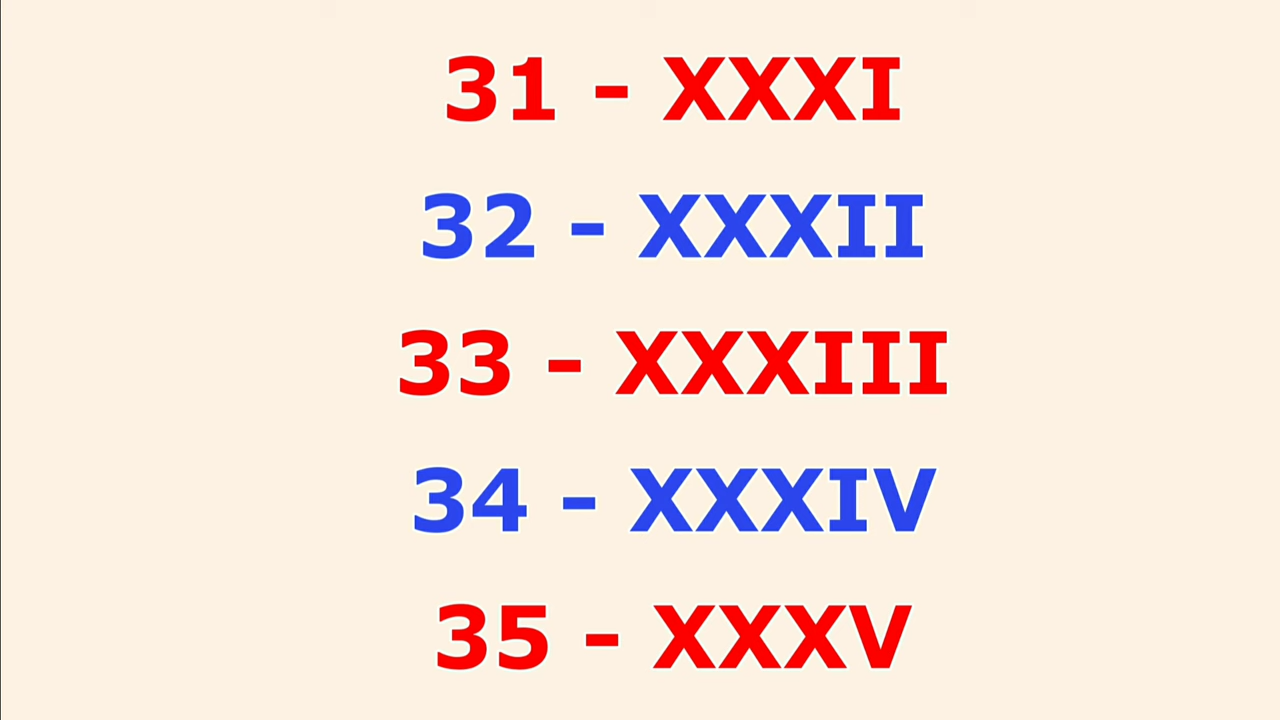 31 - XXXI
32 - XXXII
33 - XXXIII
34 - XXXIV
35 - XXXV